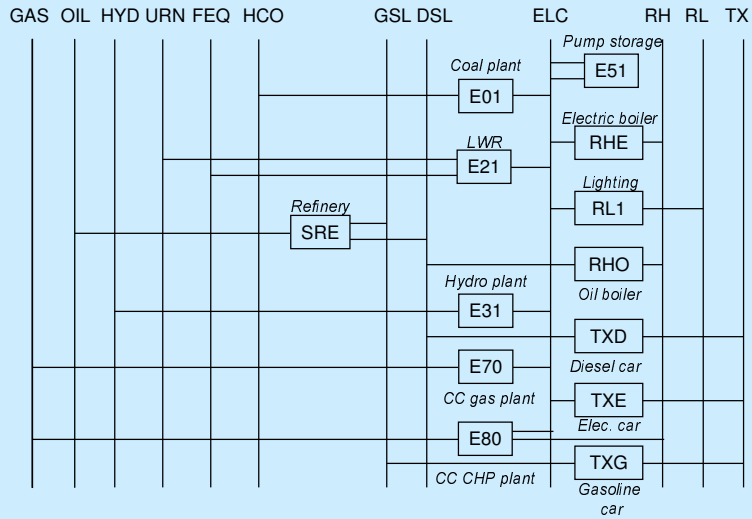 GAS OIL HYD URN FEQ HCO GSL DSL ELC RH RL TX
Pump storage
E51
Coal plant
E01
Electric boiler
RHE
LWR
E21
Lighting
RL1
Refinery
SRE
RHO
Oil boiler
Hydro plant
E31
TXD
Diesel car
E70
CC gas plant
TXE
Elec. car
E80
CC CHP plant
TXG
Gasoline
car